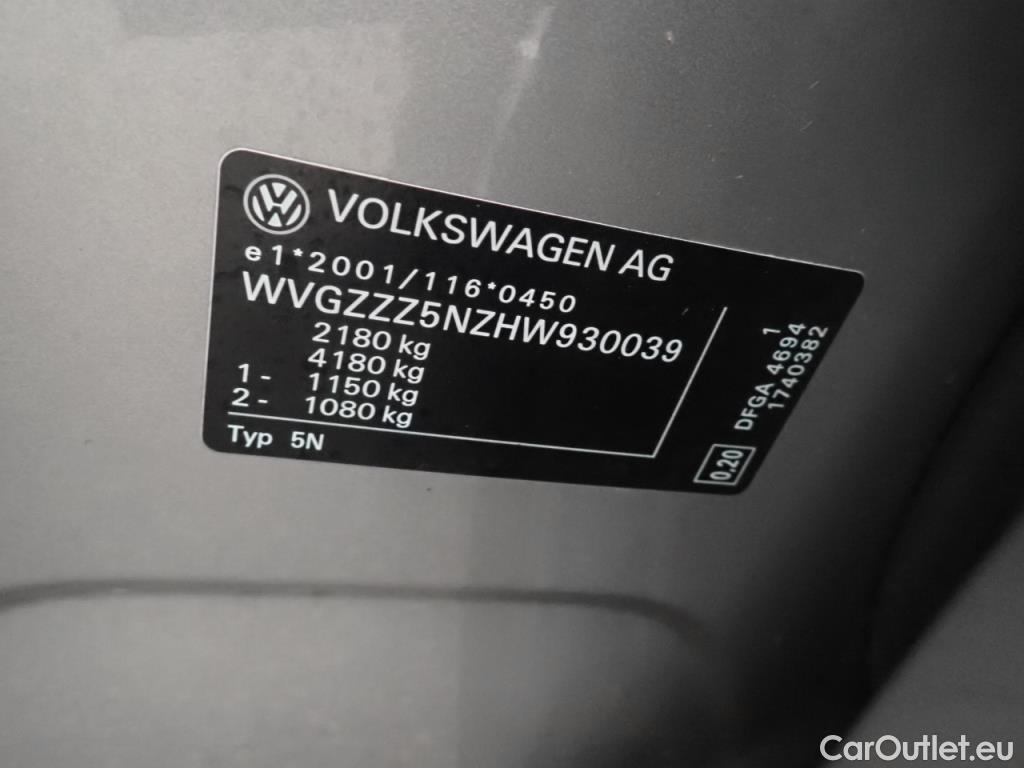 VOLKSWAGEN AG
e1*2001/116*0450
WVGZZZ5NZHW930039
2180 kg
4180 kg
1- 1150 kg
2- 1080 kg
Typ 5N
1
DFGA 4694
1740382
0.20
CarOutlet.eu